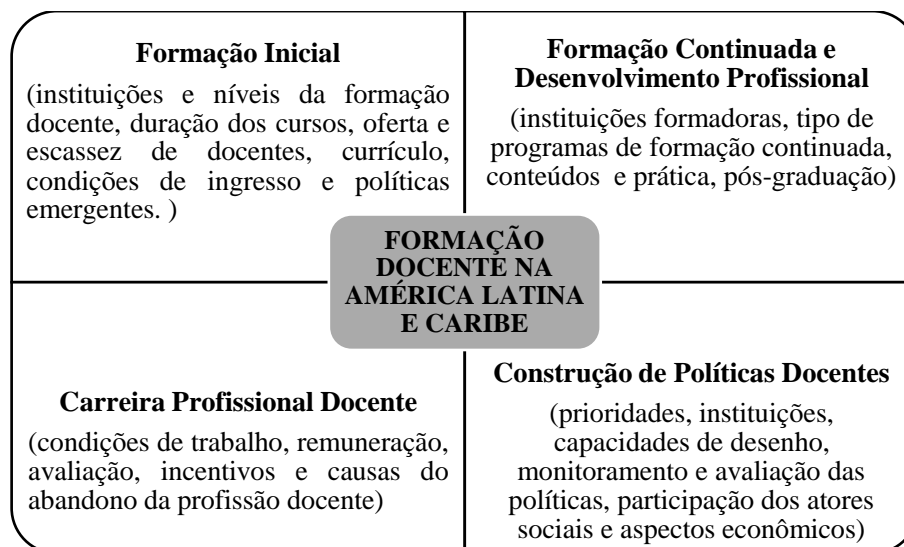 Formação Inicial
(instituições e níveis da formação
docente, duração dos cursos, oferta e
escassez de docentes, currículo,
condições de ingresso e políticas
emergentes. )
Formação Continuada e
Desenvolvimento Profissional
(instituições formadoras, tipo de
programas de formação continuada,
conteúdos e prática, pós-graduação)
FORMAÇÃO
DOCENTE NA
AMÉRICA LATINA
E CARIBE
Carreira Profissional Docente
(condições de trabalho, remuneração,
avaliação, incentivos e causas do
abandono da profissão docente)
Construção de Políticas Docentes
(prioridades, instituições,
capacidades de desenho,
monitoramento e avaliação das
políticas, participação dos atores
sociais e aspectos econômicos)